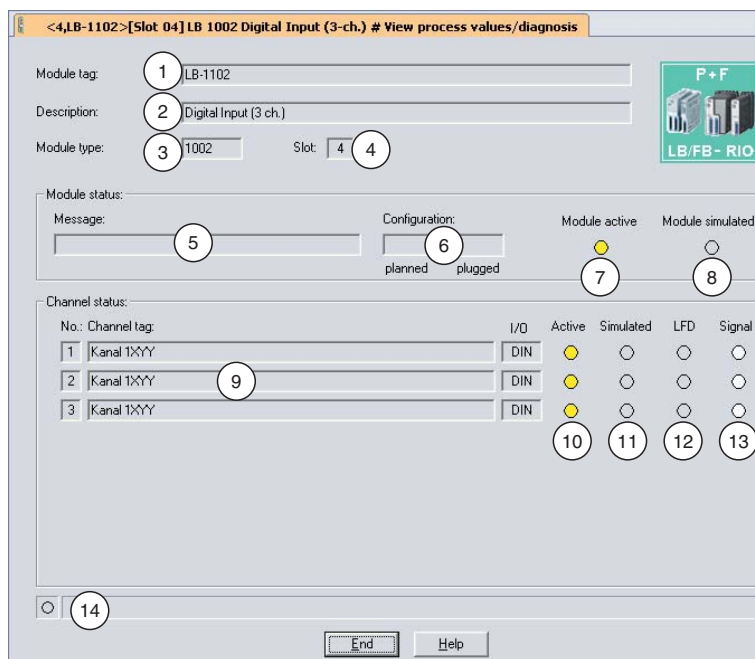 <4,LB-1102>[Slot 04] LB 1002 Digital Input (3-ch.) # View process values/diagnosis
Module tag: 1 LB-1102
P+F
Description: 2 Digital Input (3 ch.)
Module type: 3 1002 Slot: 4 4
LB/FB - RIO
Module status:
Message: Configuration: Module active Module simulated
5 6
planned plugged 7 8
Channel status:
No.: Channel tag: I/O Active Simulated LFD Signal
1 Kanal 1XYY DIN
2 Kanal 1XYY 9 DIN
3 Kanal 1XYY DIN
10 11 12 13
14
End Help